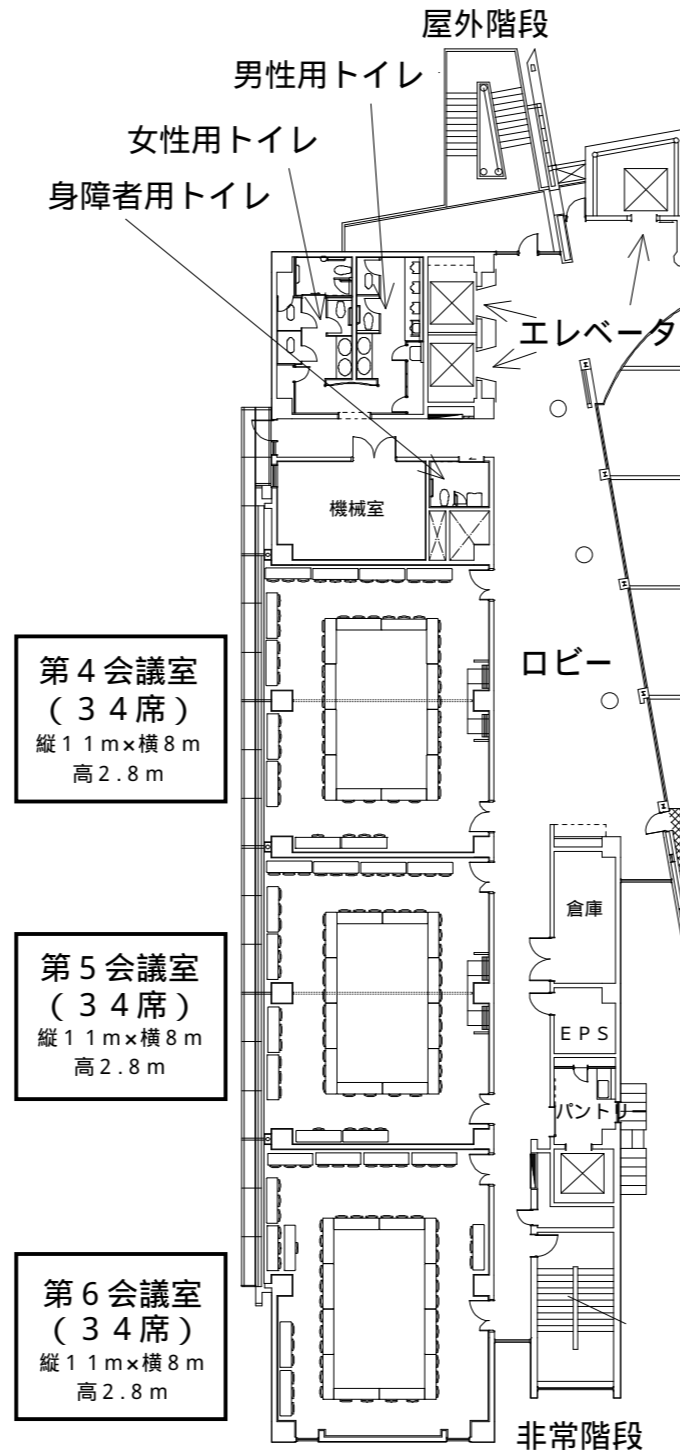 屋外階段
男性用トイレ
女性用トイレ
身障者用トイレ
エレベータ
機械室
ロビー
第４会議室
（３４席）
縦１１ｍ×横８ｍ
高２.８ｍ
倉庫
第５会議室
（３４席）
縦１１ｍ×横８ｍ
高２.８ｍ
ＥＰＳ
パントリー
第６会議室
（３４席）
縦１１ｍ×横８ｍ
高２.８ｍ
非常階段